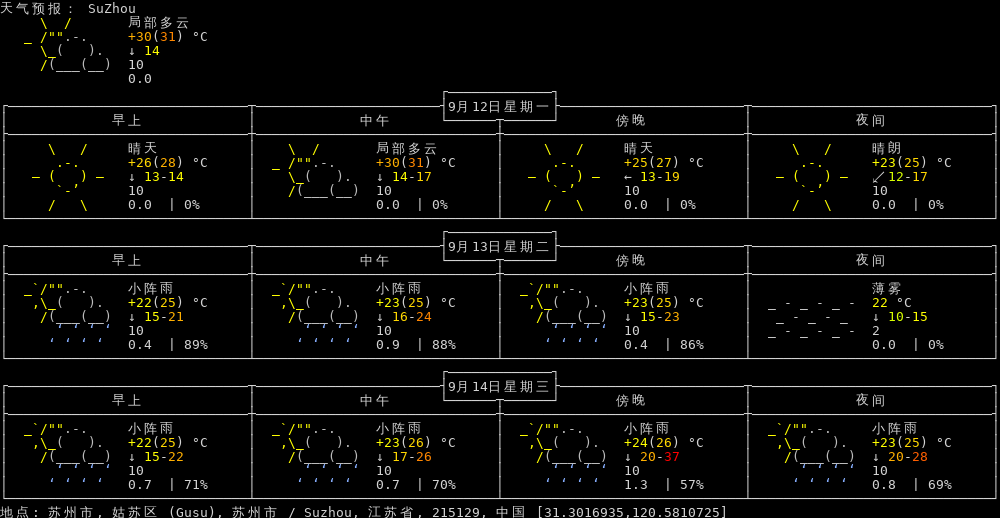 天气预报: SuZhou
局部多云
+30(31) °C
↓ 14
10
0.0
9月12日星期一
早上 中午 傍晚 夜间
晴天 局部多云 晴天 晴朗
+26(28) °C +30(31) °C +25(27) °C +23(25) °C
↓ 13-14 ↓ 14-17 ← 13-19 ↙ 12-17
10 10 10 10
0.0 | 0% 0.0 | 0% 0.0 | 0% 0.0 | 0%
9月13日星期二
早上 中午 傍晚 夜间
小阵雨 小阵雨 小阵雨 薄雾
+22(25) °C +23(25) °C +23(25) °C 22 °C
↓ 15-21 ↓ 16-24 ↓ 15-23 ↓ 10-15
10 10 10 2
0.4 | 89% 0.9 | 88% 0.4 | 86% 0.0 | 0%
9月14日星期三
早上 中午 傍晚 夜间
小阵雨 小阵雨 小阵雨 小阵雨
+22(25) °C +23(26) °C +24(26) °C +23(25) °C
↓ 15-22 ↓ 17-26 ↓ 20-37 ↓ 20-28
10 10 10 10
0.7 | 71% 0.7 | 70% 1.3 | 57% 0.8 | 69%
地点: 苏州市, 姑苏区 (Gusu), 苏州市 / Suzhou, 江苏省, 215129, 中国 [31.3016935,120.5810725]